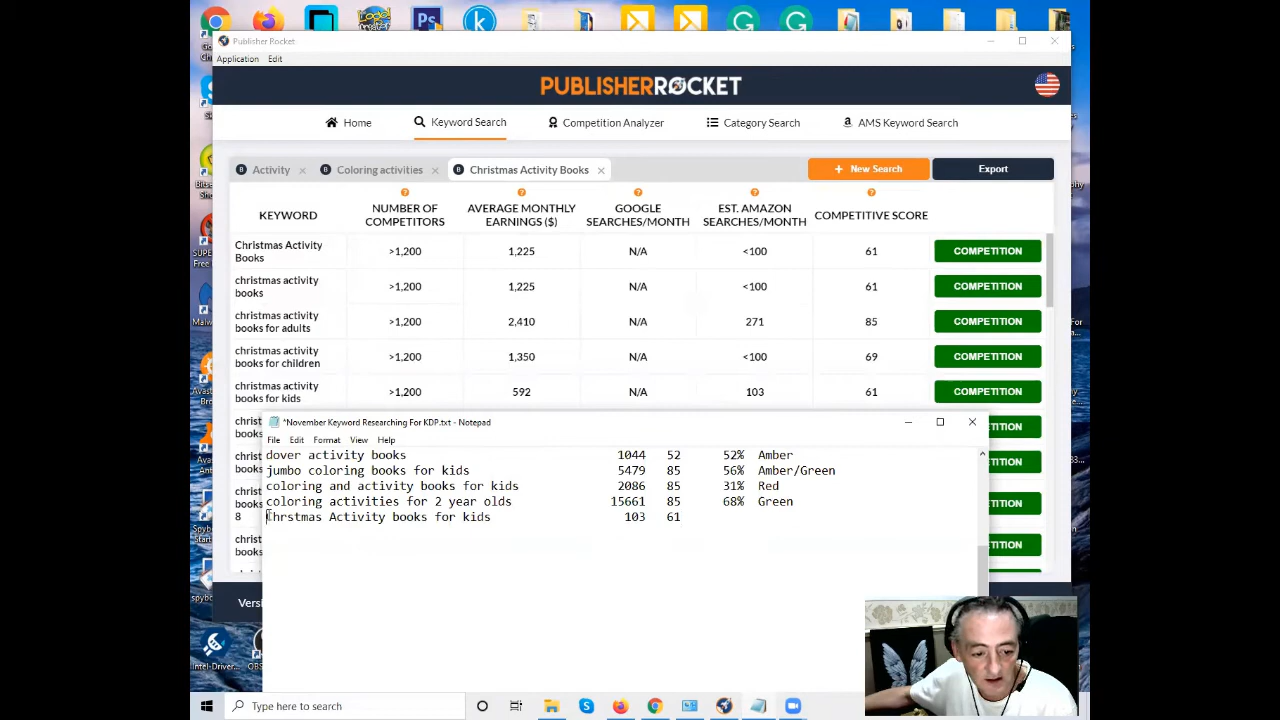 Publisher Rocket
Application Edit
PUBLISHERROCKET
Home Keyword Search Competition Analyzer Category Search AMS Keyword Search
B Activity × B Coloring activities × B Christmas Activity Books × + New Search Export
KEYWORD NUMBER OF COMPETITORS AVERAGE MONTHLY EARNINGS ($) GOOGLE SEARCHES/MONTH EST. AMAZON SEARCHES/MONTH COMPETITIVE SCORE
Christmas Activity Books >1,200 1,225 N/A <100 61 COMPETITION
christmas activity books >1,200 1,225 N/A <100 61 COMPETITION
christmas activity books for adults >1,200 2,410 N/A 271 85 COMPETITION
christmas activity books for children >1,200 1,350 N/A <100 69 COMPETITION
christmas activity books for kids >1,200 592 N/A 103 61 COMPETITION
*November Keyword Researching For KDP.txt - Notepad
File Edit Format View Help
dover activity books 1044 52 52% Amber
jumbo oloring books for kids 5479 85 56% Amber/Green
coloring and activity books for kids 2086 85 31% Red
coloring activities for 2 year olds 15661 85 68% Green
Chrstmas Activity books for kids 103 61
8
Type here to search
Intel-Driver...